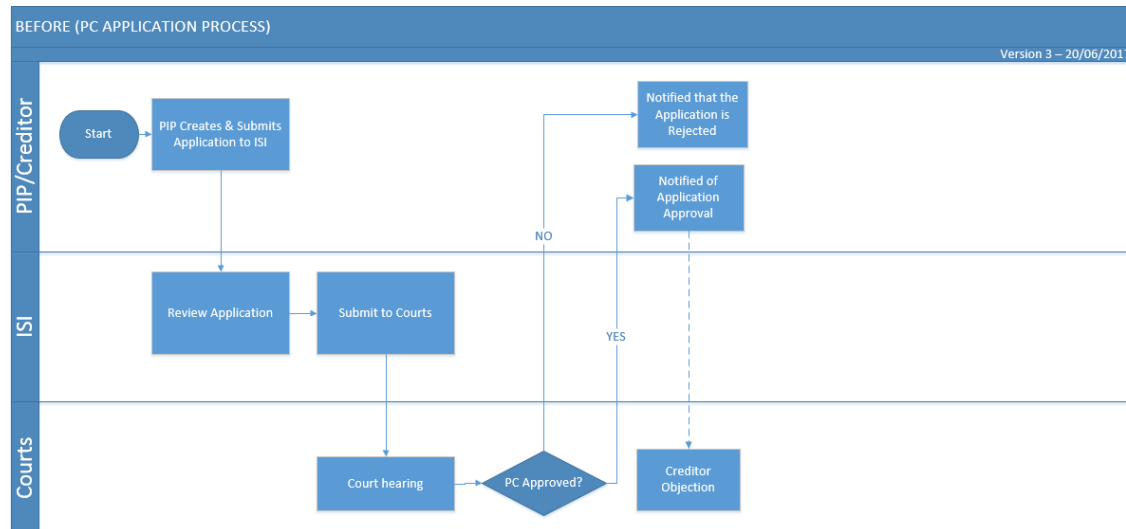 BEFORE (PC APPLICATION PROCESS)
Version 3 – 20/06/2017
PIP/Creditor
Start
PIP Creates & Submits
Application to ISI
Notified that the
Application is
Rejected
Notified of
Application
Approval
NO
ISI
Review Application
Submit to Courts
YES
Courts
Court hearing
PC Approved?
Creditor
Objection